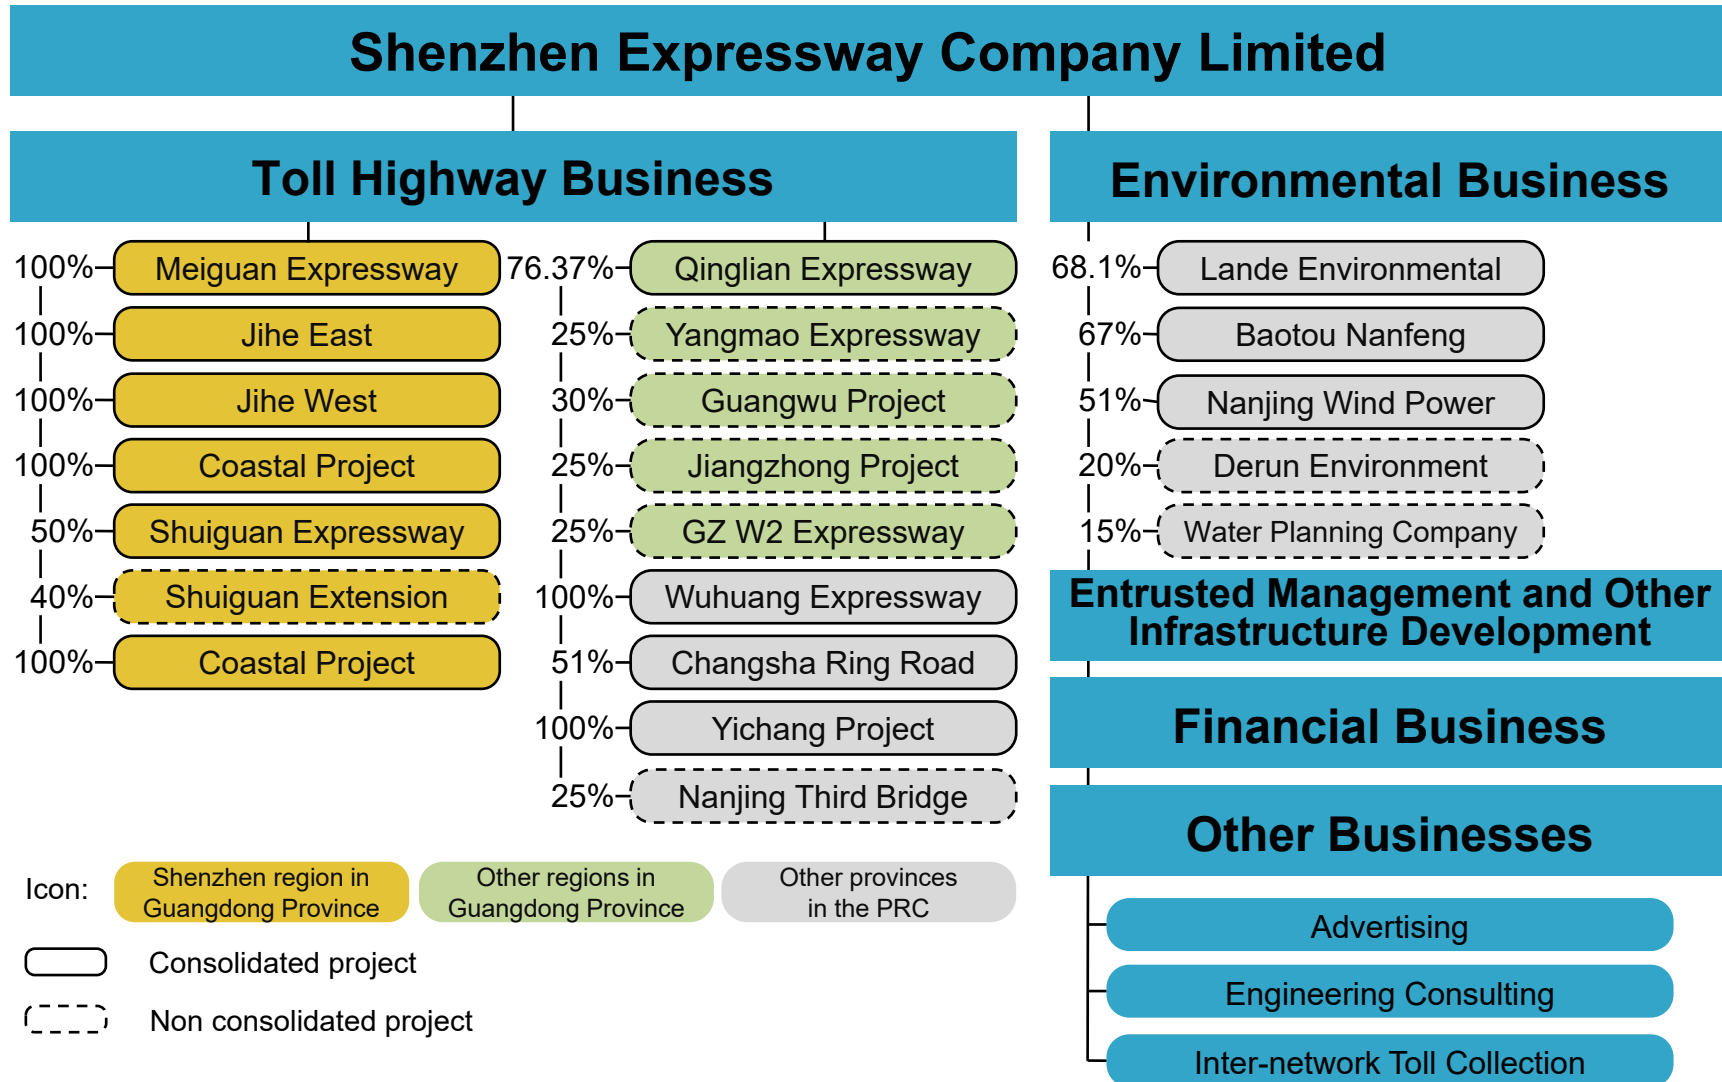 Shenzhen Expressway Company Limited
Toll Highway Business
100% Meiguan Expressway
100% Jihe East
100% Jihe West
100% Coastal Project
50% Shuiguan Expressway
40% Shuiguan Extension
100% Coastal Project
76.37% Qinglian Expressway
25% Yangmao Expressway
30% Guangwu Project
25% Jiangzhong Project
25% GZ W2 Expressway
100% Wuhuang Expressway
51% Changsha Ring Road
100% Yichang Project
25% Nanjing Third Bridge
Environmental Business
68.1% Lande Environmental
67% Baotou Nanfeng
51% Nanjing Wind Power
20% Derun Environment
15% Water Planning Company
Entrusted Management and Other
Infrastructure Development
Financial Business
Other Businesses
Advertising
Engineering Consulting
Inter-network Toll Collection
Icon:
Shenzhen region in
Guangdong Province
Other regions in
Guangdong Province
Other provinces
in the PRC
Consolidated project
Non consolidated project